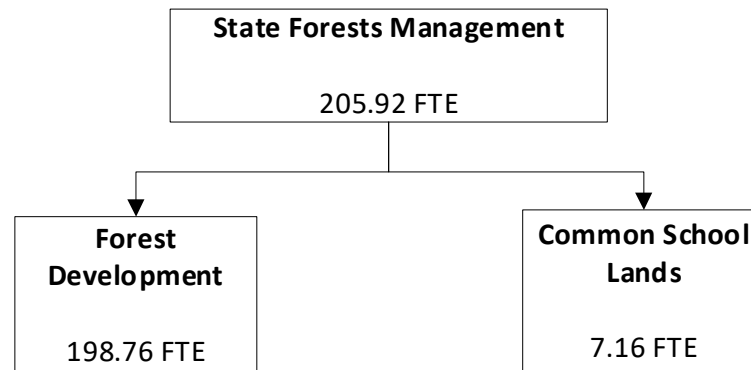 State Forests Management
205.92 FTE
Forest
Development
198.76 FTE
Common School
Lands
7.16 FTE